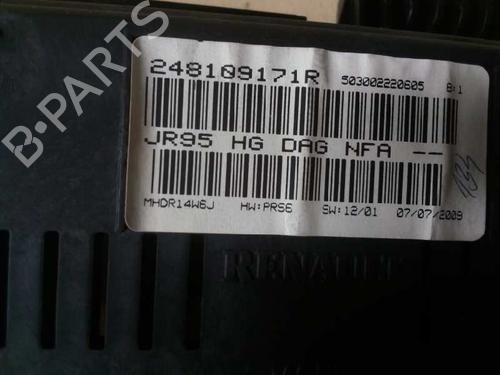 B-PARTS
248109171R 503002220605 B:1
JR95 HG DAG NFA --
MHDR14W6J HW:PRS6 SW:12/01 07/07/2009
RENAULT